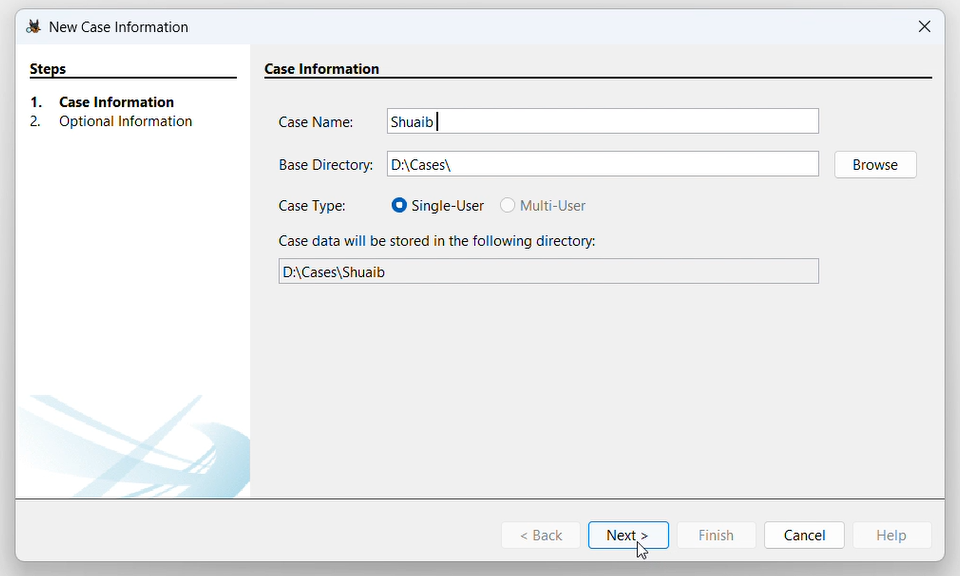 New Case Information
Steps
1. Case Information
2. Optional Information
Case Information
Case Name: Shuaib
Base Directory: D:\Cases\ Browse
Case Type: Single-User Multi-User
Case data will be stored in the following directory:
D:\Cases\Shuaib
< Back Next > Finish Cancel Help